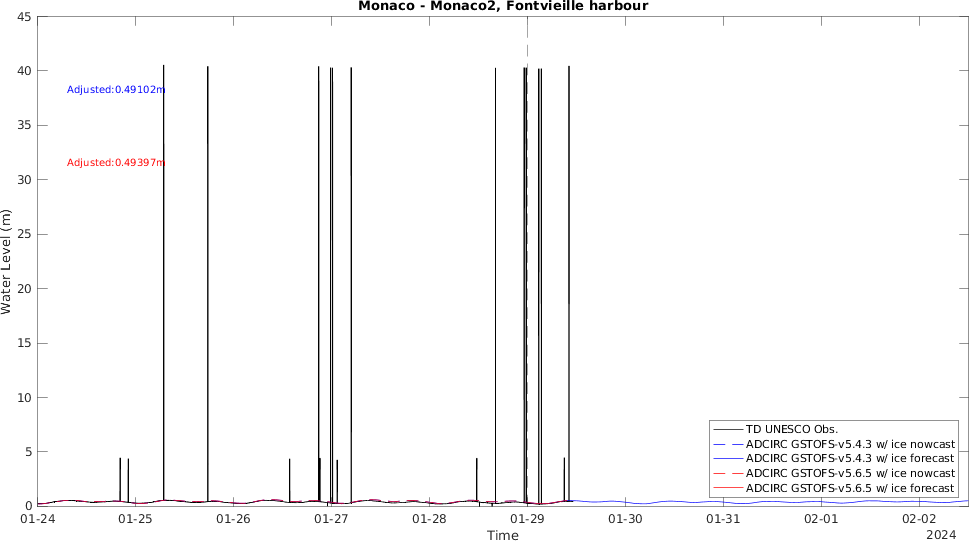 Monaco - Monaco2, Fontvieille harbour
45
40
35
30
25
20
15
10
5
0
Water Level (m)
Adjusted:0.49102m
Adjusted:0.49397m
TD UNESCO Obs.
ADCIRC GSTOFS-v5.4.3 w/ ice nowcast
ADCIRC GSTOFS-v5.4.3 w/ ice forecast
ADCIRC GSTOFS-v5.6.5 w/ ice nowcast
ADCIRC GSTOFS-v5.6.5 w/ ice forecast
01-24 01-25 01-26 01-27 01-28 01-29 01-30 01-31 02-01 02-02
Time
2024